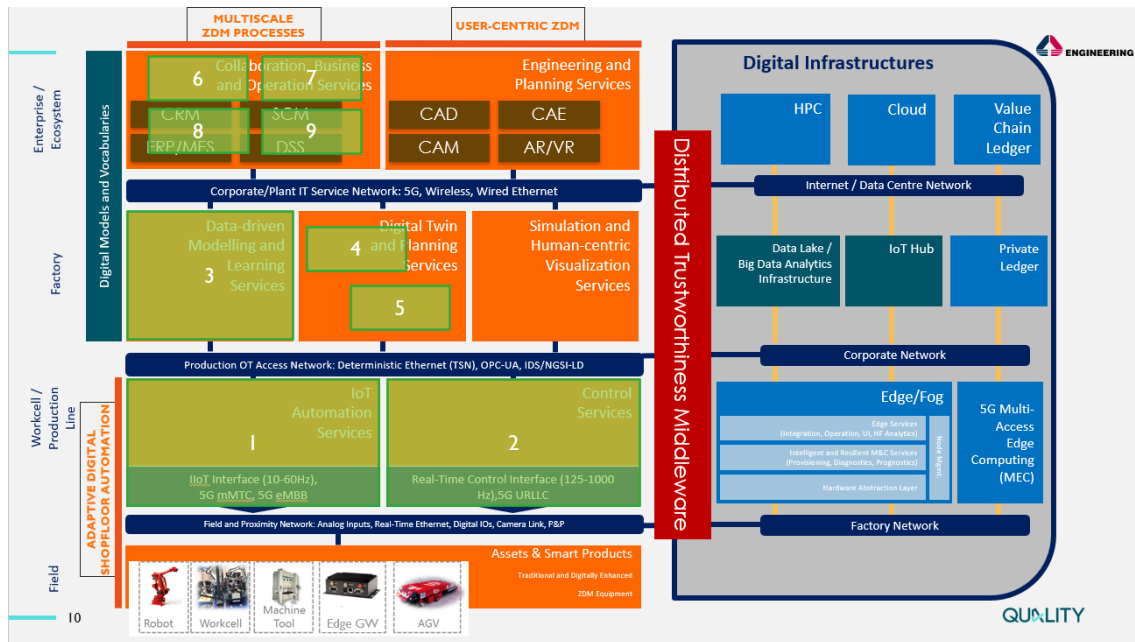 MULTISCALE
ZDM PROCESSES
USER-CENTRIC ZDM
ENGINEERING
Enterprise /
Ecosystem
Factory
Workcell /
Production
Line
Field
Digital Models and Vocabularies
ADAPTIVE DIGITAL
SHOPFLOOR AUTOMATION
Collaboration, Business
and Operation Services
6
7
CRM
SCM
8
9
ERP/MES
DSS
Engineering and
Planning Services
CAD
CAE
CAM
AR/VR
Corporate/Plant IT Service Network: 5G, Wireless, Wired Ethernet
Data-driven
Modelling and
Learning
Services
3
Digital Twin
and Planning
Services
4
5
Simulation and
Human-centric
Visualization
Services
Production OT Access Network: Deterministic Ethernet (TSN), OPC-UA, IDS/NGSI-LD
IoT
Automation
Services
1
IIoT Interface (10-60Hz),
5G mMTC, 5G eMBB
Control
Services
2
Real-Time Control Interface (125-1000
Hz),5G URLLC
Field and Proximity Network: Analog Inputs, Real-Time Ethernet, Digital IOs, Camera Link, P&P
Assets & Smart Products
Traditional and Digitally Enhanced
ZDM Equipment
Robot
Workcell
Machine
Tool
Edge GW
AGV
Distributed Trustworthiness Middleware
Digital Infrastructures
HPC
Cloud
Value
Chain
Ledger
Internet / Data Centre Network
Data Lake /
Big Data Analytics
Infrastructure
IoT Hub
Private
Ledger
Corporate Network
Edge/Fog
Edge Services
(Integration, Operation, UI, HF Analytics)
Intelligent and Resilient M&C Services
(Provisioning, Diagnostics, Prognostics)
Hardware Abstraction Layer
Node Mgmt.
5G Multi-
Access
Edge
Computing
(MEC)
Factory Network
10
QUALITY